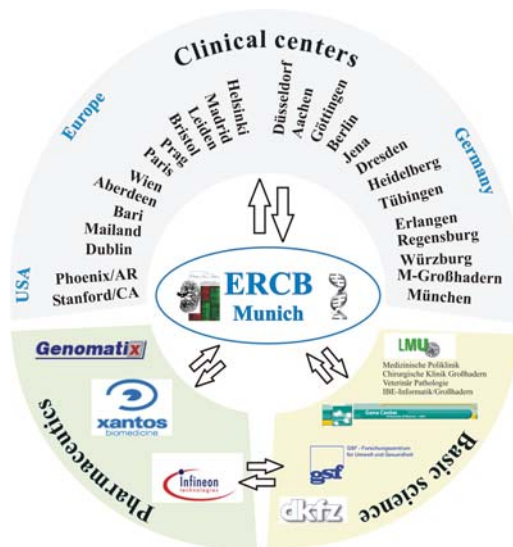 Clinical centers
Europe
Helsinki
Madrid
Leiden
Bristol
Prag
Paris
Wien
Aberdeen
Bari
Mailand
Dublin
USA
Phoenix/AR
Stanford/CA
Germany
Düsseldorf
Aachen
Göttingen
Berlin
Jena
Dresden
Heidelberg
Tübingen
Erlangen
Regensburg
Würzburg
M-Großhadern
München
ERCB
Munich
Pharmaceutics
Genomatix
xantos
biomedicine
Infineon
technologies
Basic science
LMU
Medizinische Poliklinik
Chirurgische Klinik Großhadern
Veterinär Pathologie
IBE-Informatik/Großhadern
Gene Center
GSF - Forschungszentrum
für Umwelt und Gesundheit
gsf
dkfz